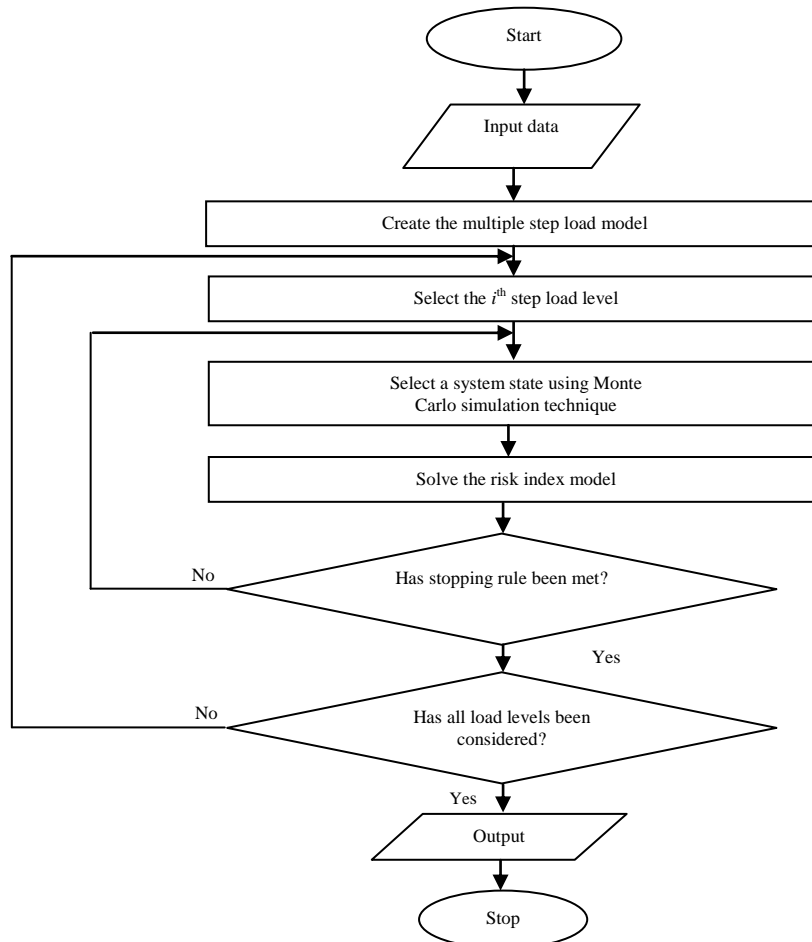 Start
Input data
Create the multiple step load model
Select the iᵗʰ step load level
Select a system state using Monte
Carlo simulation technique
Solve the risk index model
Has stopping rule been met?
No
Yes
Has all load levels been
considered?
No
Yes
Output
Stop